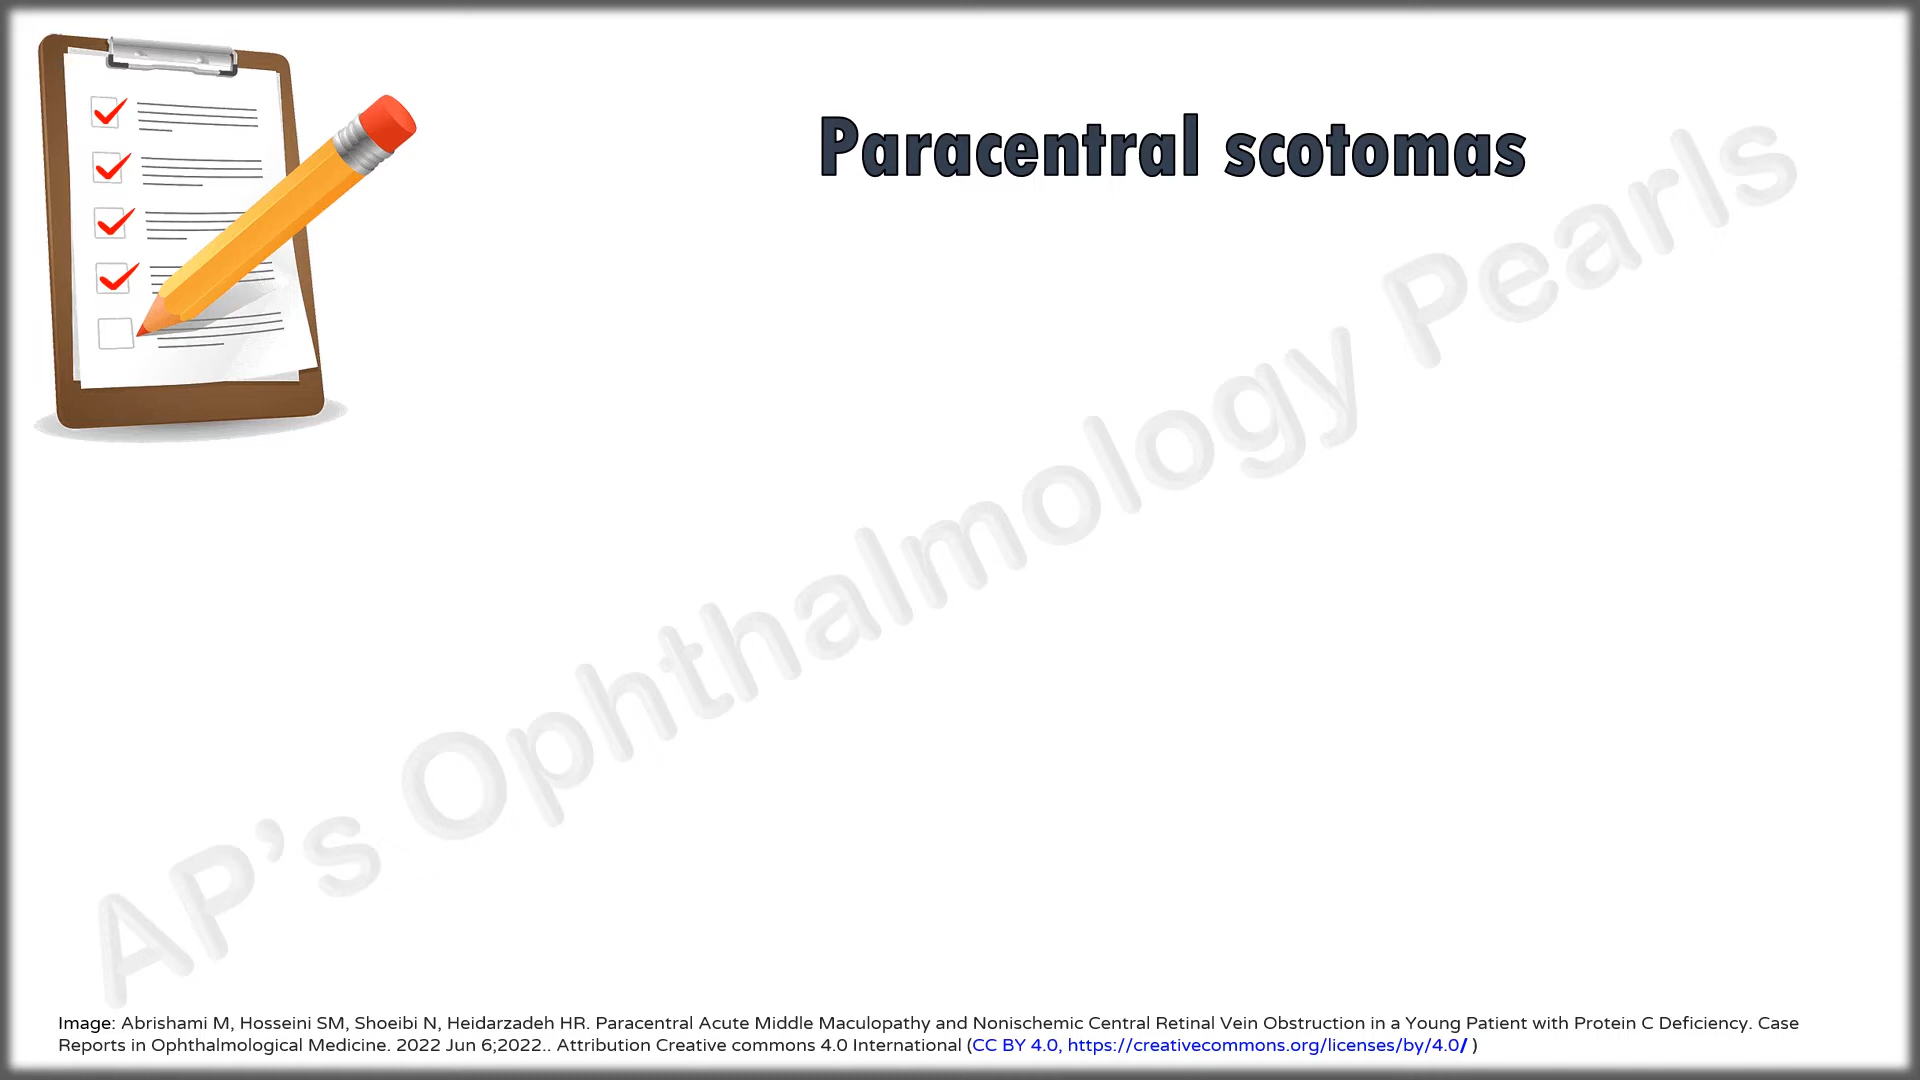 Paracentral scotomas
AP's Ophthalmology Pearls
Image: Abrishami M, Hosseini SM, Shoeibi N, Heidarzadeh HR. Paracentral Acute Middle Maculopathy and Nonischemic Central Retinal Vein Obstruction in a Young Patient with Protein C Deficiency. Case
Reports in Ophthalmological Medicine. 2022 Jun 6;2022.. Attribution Creative commons 4.0 International (CC BY 4.0, https://creativecommons.org/licenses/by/4.0/ )